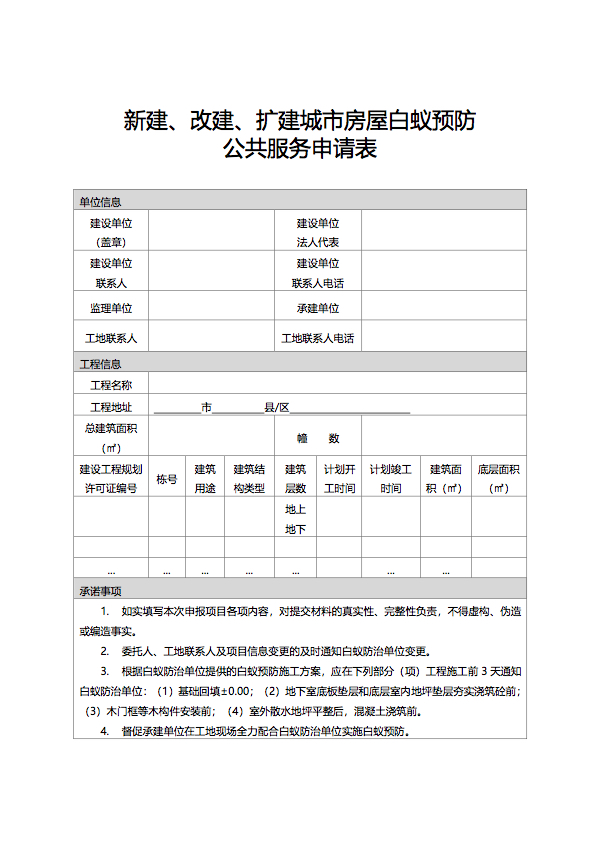 新建、改建、扩建城市房屋白蚁预防
公共服务申请表
单位信息
建设单位
（盖章）
建设单位
法人代表
建设单位
联系人
建设单位
联系人电话
监理单位
承建单位
工地联系人
工地联系人电话
工程信息
工程名称
工程地址
_________市__________县/区_______________________
总建筑面积
（㎡）
幢 数
建设工程规划
许可证编号
栋号
建筑
用途
建筑结
构类型
建筑
层数
计划开
工时间
计划竣工
时间
建筑面
积（㎡）
底层面积
（㎡）
地上
地下
... ... ... ... ... ... ... ...
承诺事项
1. 如实填写本次申报项目各项内容，对提交材料的真实性、完整性负责，不得虚构、伪造
或编造事实。
2. 委托人、工地联系人及项目信息变更的及时通知白蚁防治单位变更。
3. 根据白蚁防治单位提供的白蚁预防施工方案，应在下列部分（项）工程施工前 3 天通知
白蚁防治单位：（1）基础回填±0.00；（2）地下室底板垫层和底层室内地坪垫层夯实浇筑砼前；
（3）木门框等木构件安装前；（4）室外散水地坪平整后，混凝土浇筑前。
4. 督促承建单位在工地现场全力配合白蚁防治单位实施白蚁预防。